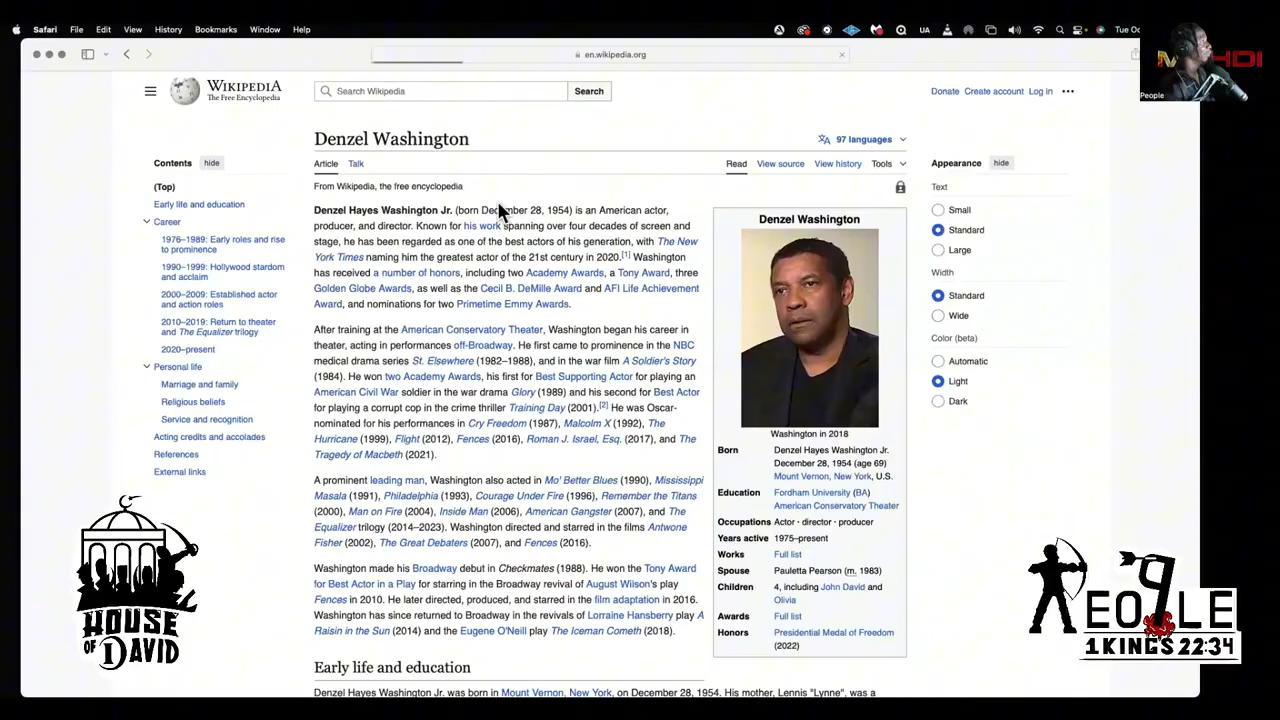 Safari File Edit View History Bookmarks Window Help
UA
en.wikipedia.org
People
WIKIPEDIA
The Free Encyclopedia
Search Wikipedia
Search
Donate Create account Log in
Denzel Washington
97 languages
Contents hide
Article Talk
Read View source View history Tools
Appearance hide
(Top)
Early life and education
Career
1976–1989: Early roles and rise
to prominence
1990–1999: Hollywood stardom
and acclaim
2000–2009: Established actor
and action roles
2010–2019: Return to theater
and The Equalizer trilogy
2020–present
Personal life
Marriage and family
Religious beliefs
Service and recognition
Acting credits and accolades
References
External links
From Wikipedia, the free encyclopedia
Denzel Hayes Washington Jr. (born December 28, 1954) is an American actor,
producer, and director. Known for his work spanning over four decades of screen and
stage, he has been regarded as one of the best actors of his generation, with The New
York Times naming him the greatest actor of the 21st century in 2020.[1] Washington
has received a number of honors, including two Academy Awards, a Tony Award, three
Golden Globe Awards, as well as the Cecil B. DeMille Award and AFI Life Achievement
Award, and nominations for two Primetime Emmy Awards.
After training at the American Conservatory Theater, Washington began his career in
theater, acting in performances off-Broadway. He first came to prominence in the NBC
medical drama series St. Elsewhere (1982–1988), and in the war film A Soldier's Story
(1984). He won two Academy Awards, his first for Best Supporting Actor for playing an
American Civil War soldier in the war drama Glory (1989) and his second for Best Actor
for playing a corrupt cop in the crime thriller Training Day (2001).[2] He was Oscar-
nominated for his performances in Cry Freedom (1987), Malcolm X (1992), The
Hurricane (1999), Flight (2012), Fences (2016), Roman J. Israel, Esq. (2017), and The
Tragedy of Macbeth (2021).
A prominent leading man, Washington also acted in Mo' Better Blues (1990), Mississippi
Masala (1991), Philadelphia (1993), Courage Under Fire (1996), Remember the Titans
(2000), Man on Fire (2004), Inside Man (2006), American Gangster (2007), and The
Equalizer trilogy (2014–2023). Washington directed and starred in the films Antwone
Fisher (2002), The Great Debaters (2007), and Fences (2016).
Washington made his Broadway debut in Checkmates (1988). He won the Tony Award
for Best Actor in a Play for starring in the Broadway revival of August Wilson's play
Fences in 2010. He later directed, produced, and starred in the film adaptation in 2016.
Washington has since returned to Broadway in the revivals of Lorraine Hansberry play A
Raisin in the Sun (2014) and the Eugene O'Neill play The Iceman Cometh (2018).
Early life and education
Denzel Hayes Washington Jr. was born in Mount Vernon, New York, on December 28, 1954. His mother, Lennis "Lynne", was a
Denzel Washington
Washington in 2018
Born Denzel Hayes Washington Jr.
December 28, 1954 (age 69)
Mount Vernon, New York, U.S.
Education Fordham University (BA)
American Conservatory Theater
Occupations Actor · director · producer
Years active 1975–present
Works Full list
Spouse Pauletta Pearson (m. 1983)
Children 4, including John David and
Olivia
Awards Full list
Honors Presidential Medal of Freedom
(2022)
Text
Small
Standard
Large
Width
Standard
Wide
Color (beta)
Automatic
Light
Dark
HOUSE
OF DAVID
1 KINGS 22:34